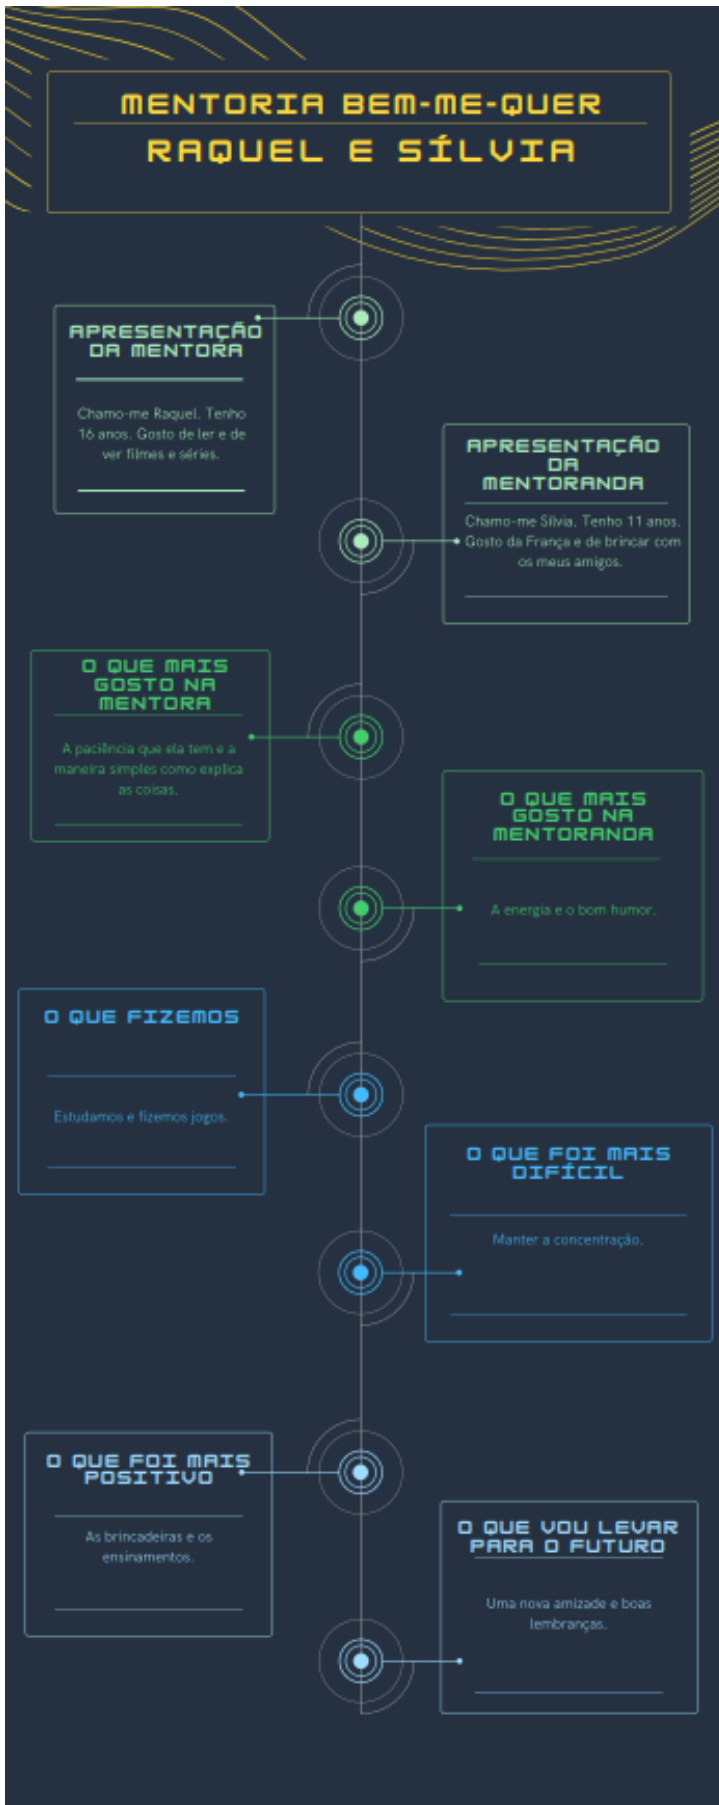 MENTORIA BEM-ME-QUER
RAQUEL E SÍLVIA
APRESENTAÇÃO
DA MENTORA
Chamo-me Raquel. Tenho
16 anos. Gosto de ler e de
ver filmes e séries.
APRESENTAÇÃO
DA
MENTORANDA
Chamo-me Sílvia. Tenho 11 anos.
Gosto da França e de brincar com
os meus amigos.
O QUE MAIS
GOSTO NA
MENTORA
A paciência que ela tem e a
maneira simples como explica
as coisas.
O QUE MAIS
GOSTO NA
MENTORANDA
A energia e o bom humor.
O QUE FIZEMOS
Estudamos e fizemos jogos.
O QUE FOI MAIS
DIFÍCIL
Manter a concentração.
O QUE FOI MAIS
POSITIVO
As brincadeiras e os
ensinamentos.
O QUE VOU LEVAR
PARA O FUTURO
Uma nova amizade e boas
lembranças.